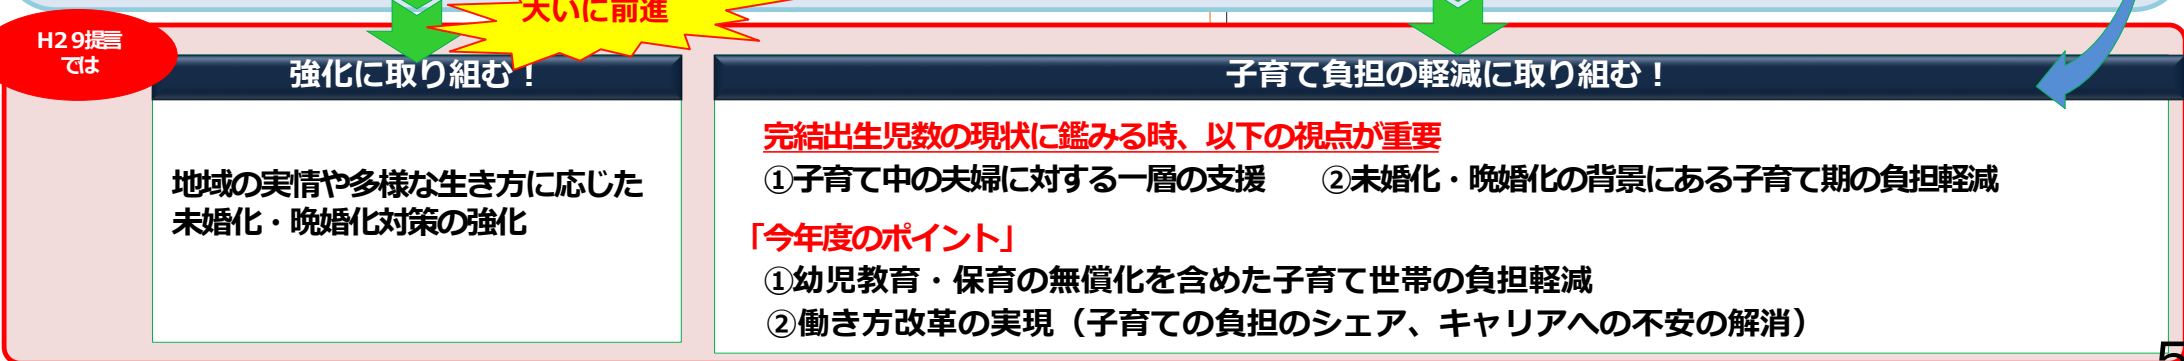 大いに前進
H29提言
では
強化に取り組む！
地域の実情や多様な生き方に応じた
未婚化・晩婚化対策の強化
子育て負担の軽減に取り組む！
完結出生児数の現状に鑑みる時、以下の視点が重要
①子育て中の夫婦に対する一層の支援　②未婚化・晩婚化の背景にある子育て期の負担軽減
「今年度のポイント」
①幼児教育・保育の無償化を含めた子育て世帯の負担軽減
②働き方改革の実現（子育ての負担のシェア、キャリアへの不安の解消）